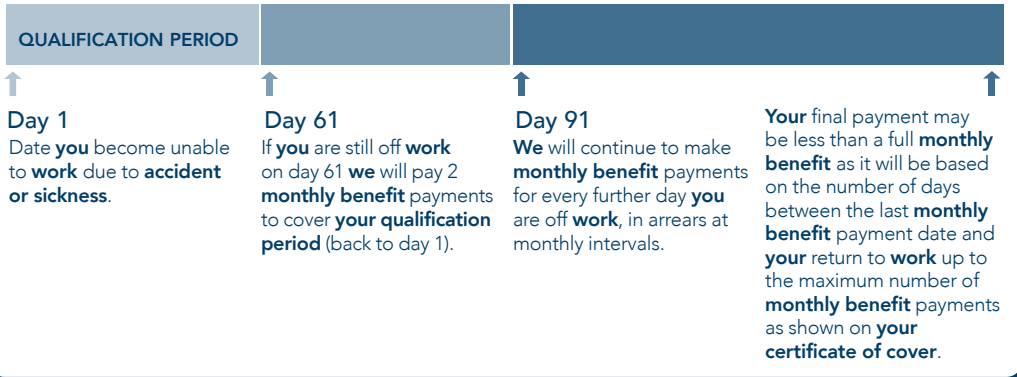 QUALIFICATION PERIOD
Day 1
Date you become unable
to work due to accident
or sickness.
Day 61
If you are still off work
on day 61 we will pay 2
monthly benefit payments
to cover your qualification
period (back to day 1).
Day 91
We will continue to make
monthly benefit payments
for every further day you
are off work, in arrears at
monthly intervals.
Your final payment may
be less than a full monthly
benefit as it will be based
on the number of days
between the last monthly
benefit payment date and
your return to work up to
the maximum number of
monthly benefit payments
as shown on your
certificate of cover.